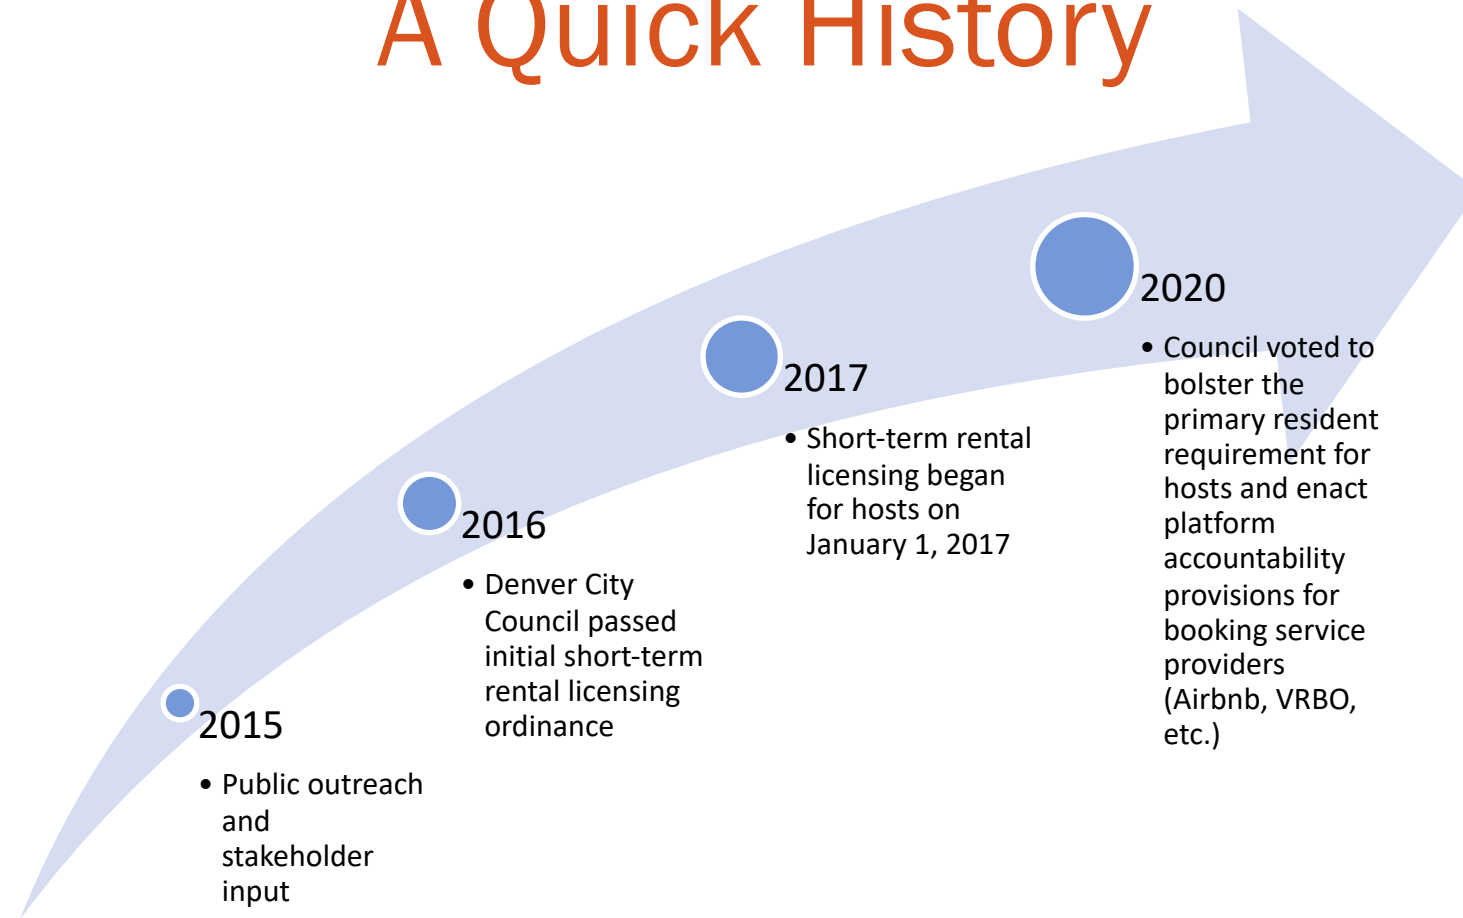 A Quick History
2015
• Public outreach
and
stakeholder
input
2016
• Denver City
Council passed
initial short-term
rental licensing
ordinance
2017
• Short-term rental
licensing began
for hosts on
January 1, 2017
2020
• Council voted to
bolster the
primary resident
requirement for
hosts and enact
platform
accountability
provisions for
booking service
providers
(Airbnb, VRBO,
etc.)